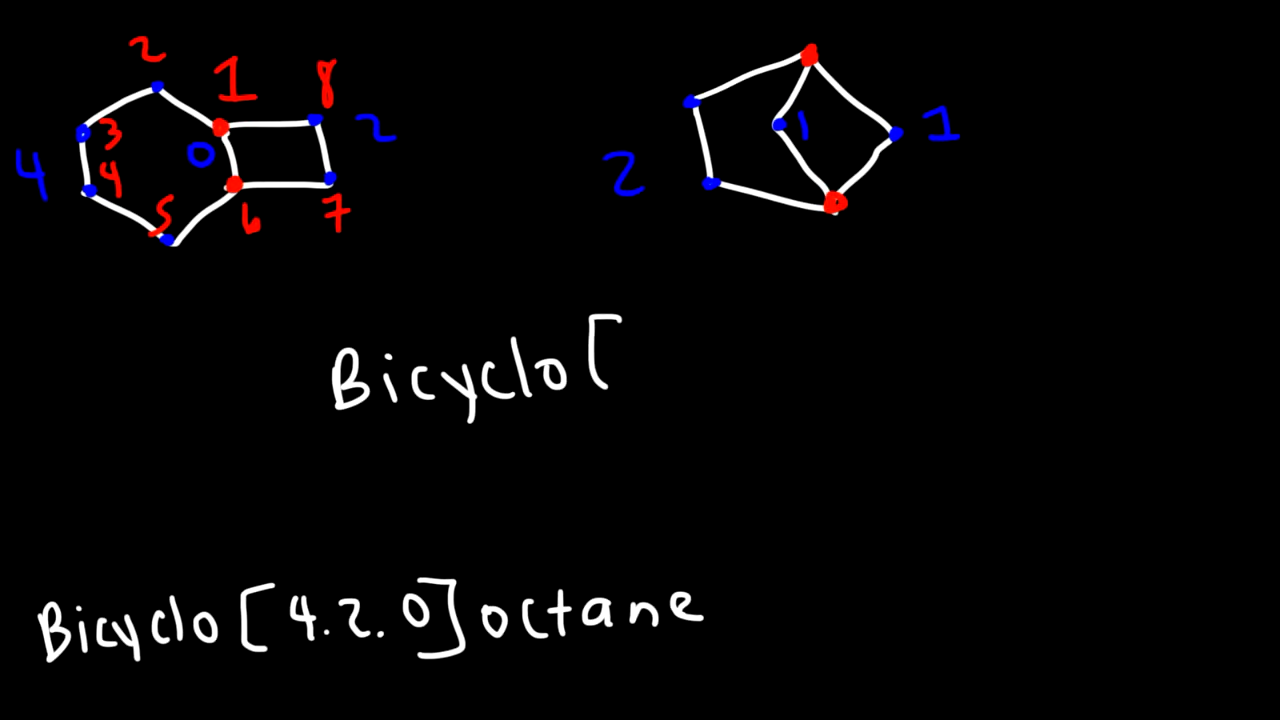 2 1 8
3 0 2 1 1
4 4 2
5 6 7
Bicyclo[
Bicyclo[4.2.0]octane